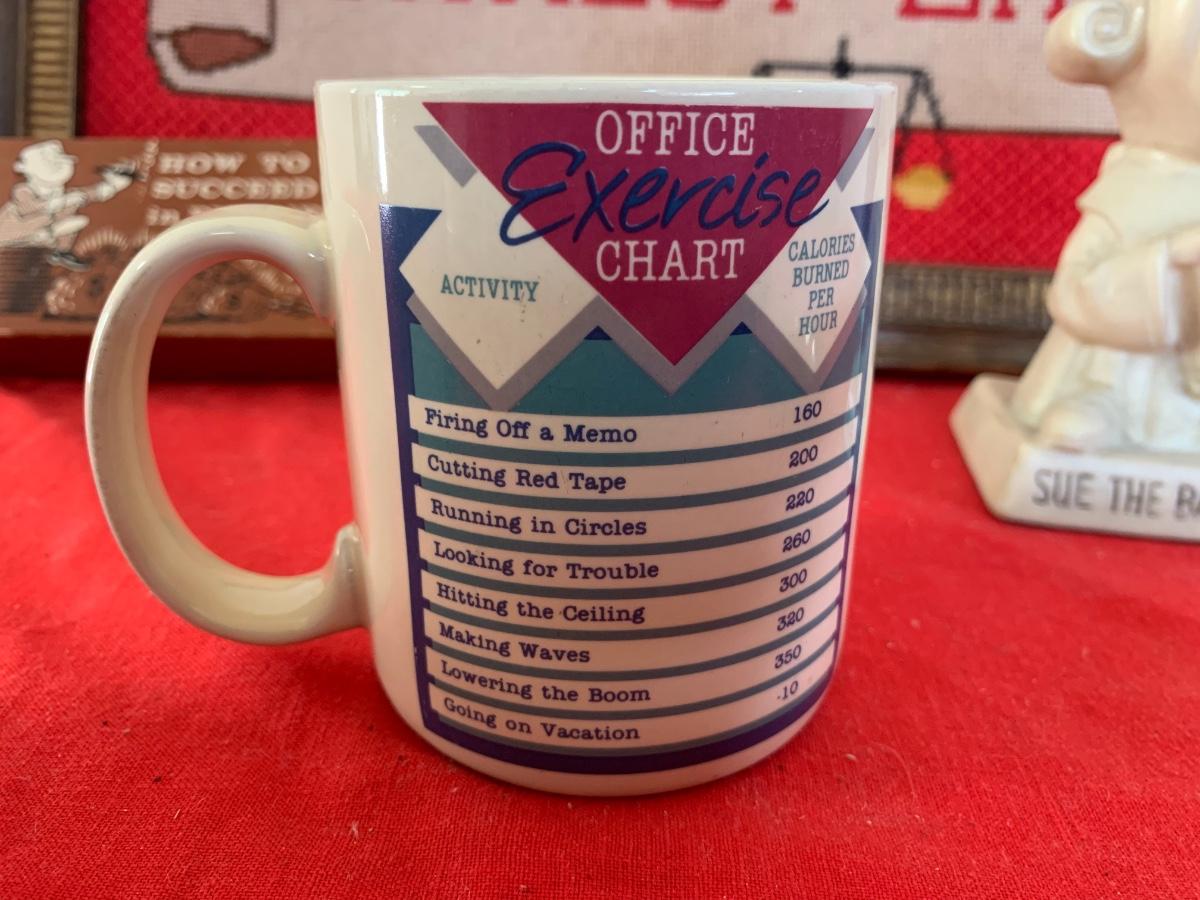 OFFICE
Exercise
CHART
ACTIVITY
CALORIES
BURNED
PER
HOUR
Firing Off a Memo 160
Cutting Red Tape 200
Running in Circles 220
Looking for Trouble 260
Hitting the Ceiling 300
Making Waves 320
Lowering the Boom 350
Going on Vacation -10
HOW TO
SUCCEED
in
SUE THE